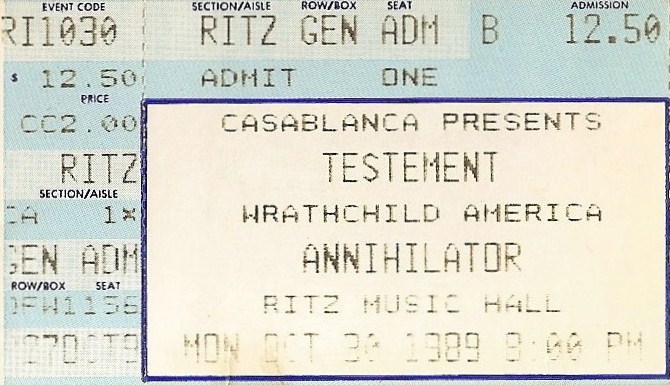 EVENT CODE SECTION/AISLE ROW/BOX SEAT ADMISSION
RI1030 RITZ GEN ADM B 12.50
$ 12.50 ADMIT ONE
PRICE
CC2.00 CASABLANCA PRESENTS
RITZ TESTEMENT
SECTION/AISLE
CA 1X WRATHCHILD AMERICA
GEN ADM ANNIHILATOR
ROW/BOX SEAT
RITZ MUSIC HALL
MON OCT 30 1989 8:00 PM